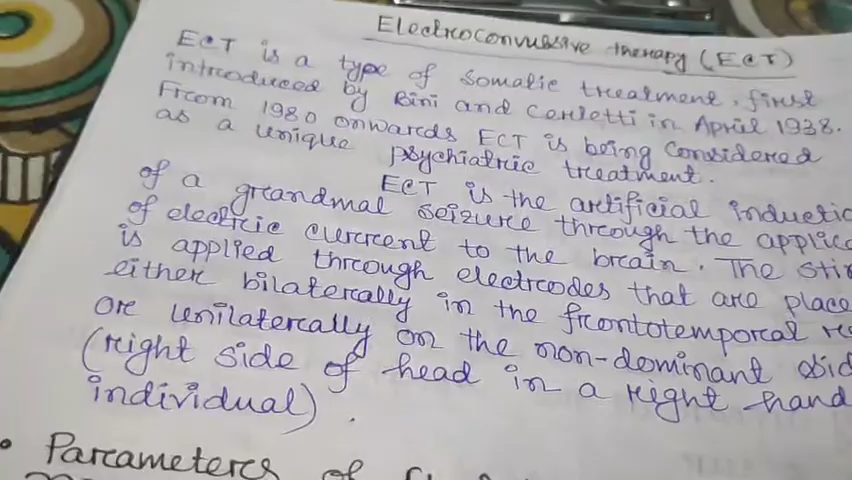 Electroconvulsive therapy (ECT)
ECT is a type of somatic treatment, first
introduced by Bini and Cerletti in April 1938.
From 1980 onwards ECT is being considered
as a unique psychiatric treatment.
ECT is the artificial inductio
of a grandmal seizure through the applica
of electric current to the brain. The sti
is applied through electrodes that are place
either bilaterally in the frontotemporal re
or unilaterally on the non-dominant sid
(right side of head in a right hand
individual).
• Parameters of